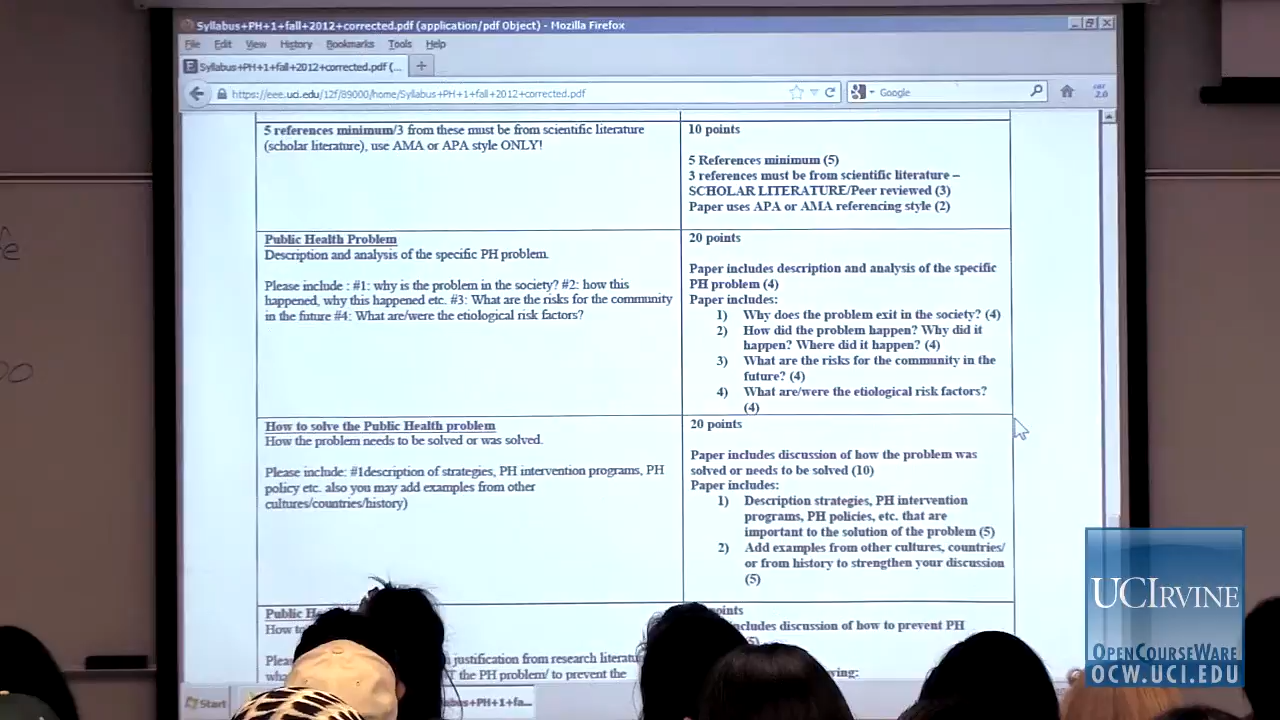 Syllabus+PH+1+fall+2012+corrected.pdf (application/pdf Object) - Mozilla Firefox
File Edit View History Bookmarks Tools Help
Syllabus+PH+1+fall+2012+corrected.pdf (...
https://eee.uci.edu/12f/89000/home/Syllabus+PH+1+fall+2012+corrected.pdf
Google
5 references minimum/3 from these must be from scientific literature
(scholar literature), use AMA or APA style ONLY!
10 points
5 References minimum (5)
3 references must be from scientific literature –
SCHOLAR LITERATURE/Peer reviewed (3)
Paper uses APA or AMA referencing style (2)
Public Health Problem
Description and analysis of the specific PH problem.
Please include : #1: why is the problem in the society? #2: how this
happened, why this happened etc. #3: What are the risks for the community
in the future #4: What are/were the etiological risk factors?
20 points
Paper includes description and analysis of the specific
PH problem (4)
Paper includes:
1) Why does the problem exit in the society? (4)
2) How did the problem happen? Why did it
happen? Where did it happen? (4)
3) What are the risks for the community in the
future? (4)
4) What are/were the etiological risk factors?
(4)
How to solve the Public Health problem
How the problem needs to be solved or was solved.
Please include: #1description of strategies, PH intervention programs, PH
policy etc. also you may add examples from other
cultures/countries/history)
20 points
Paper includes discussion of how the problem was
solved or needs to be solved (10)
Paper includes:
1) Description strategies, PH intervention
programs, PH policies, etc. that are
important to the solution of the problem (5)
2) Add examples from other cultures, countries/
or from history to strengthen your discussion
(5)
Public
How to
justification from research
the PH problem/ to prevent the
points
includes discussion of how to prevent PH
Start
UCIRVINE
OPENCOURSEWARE
OCW.UCI.EDU